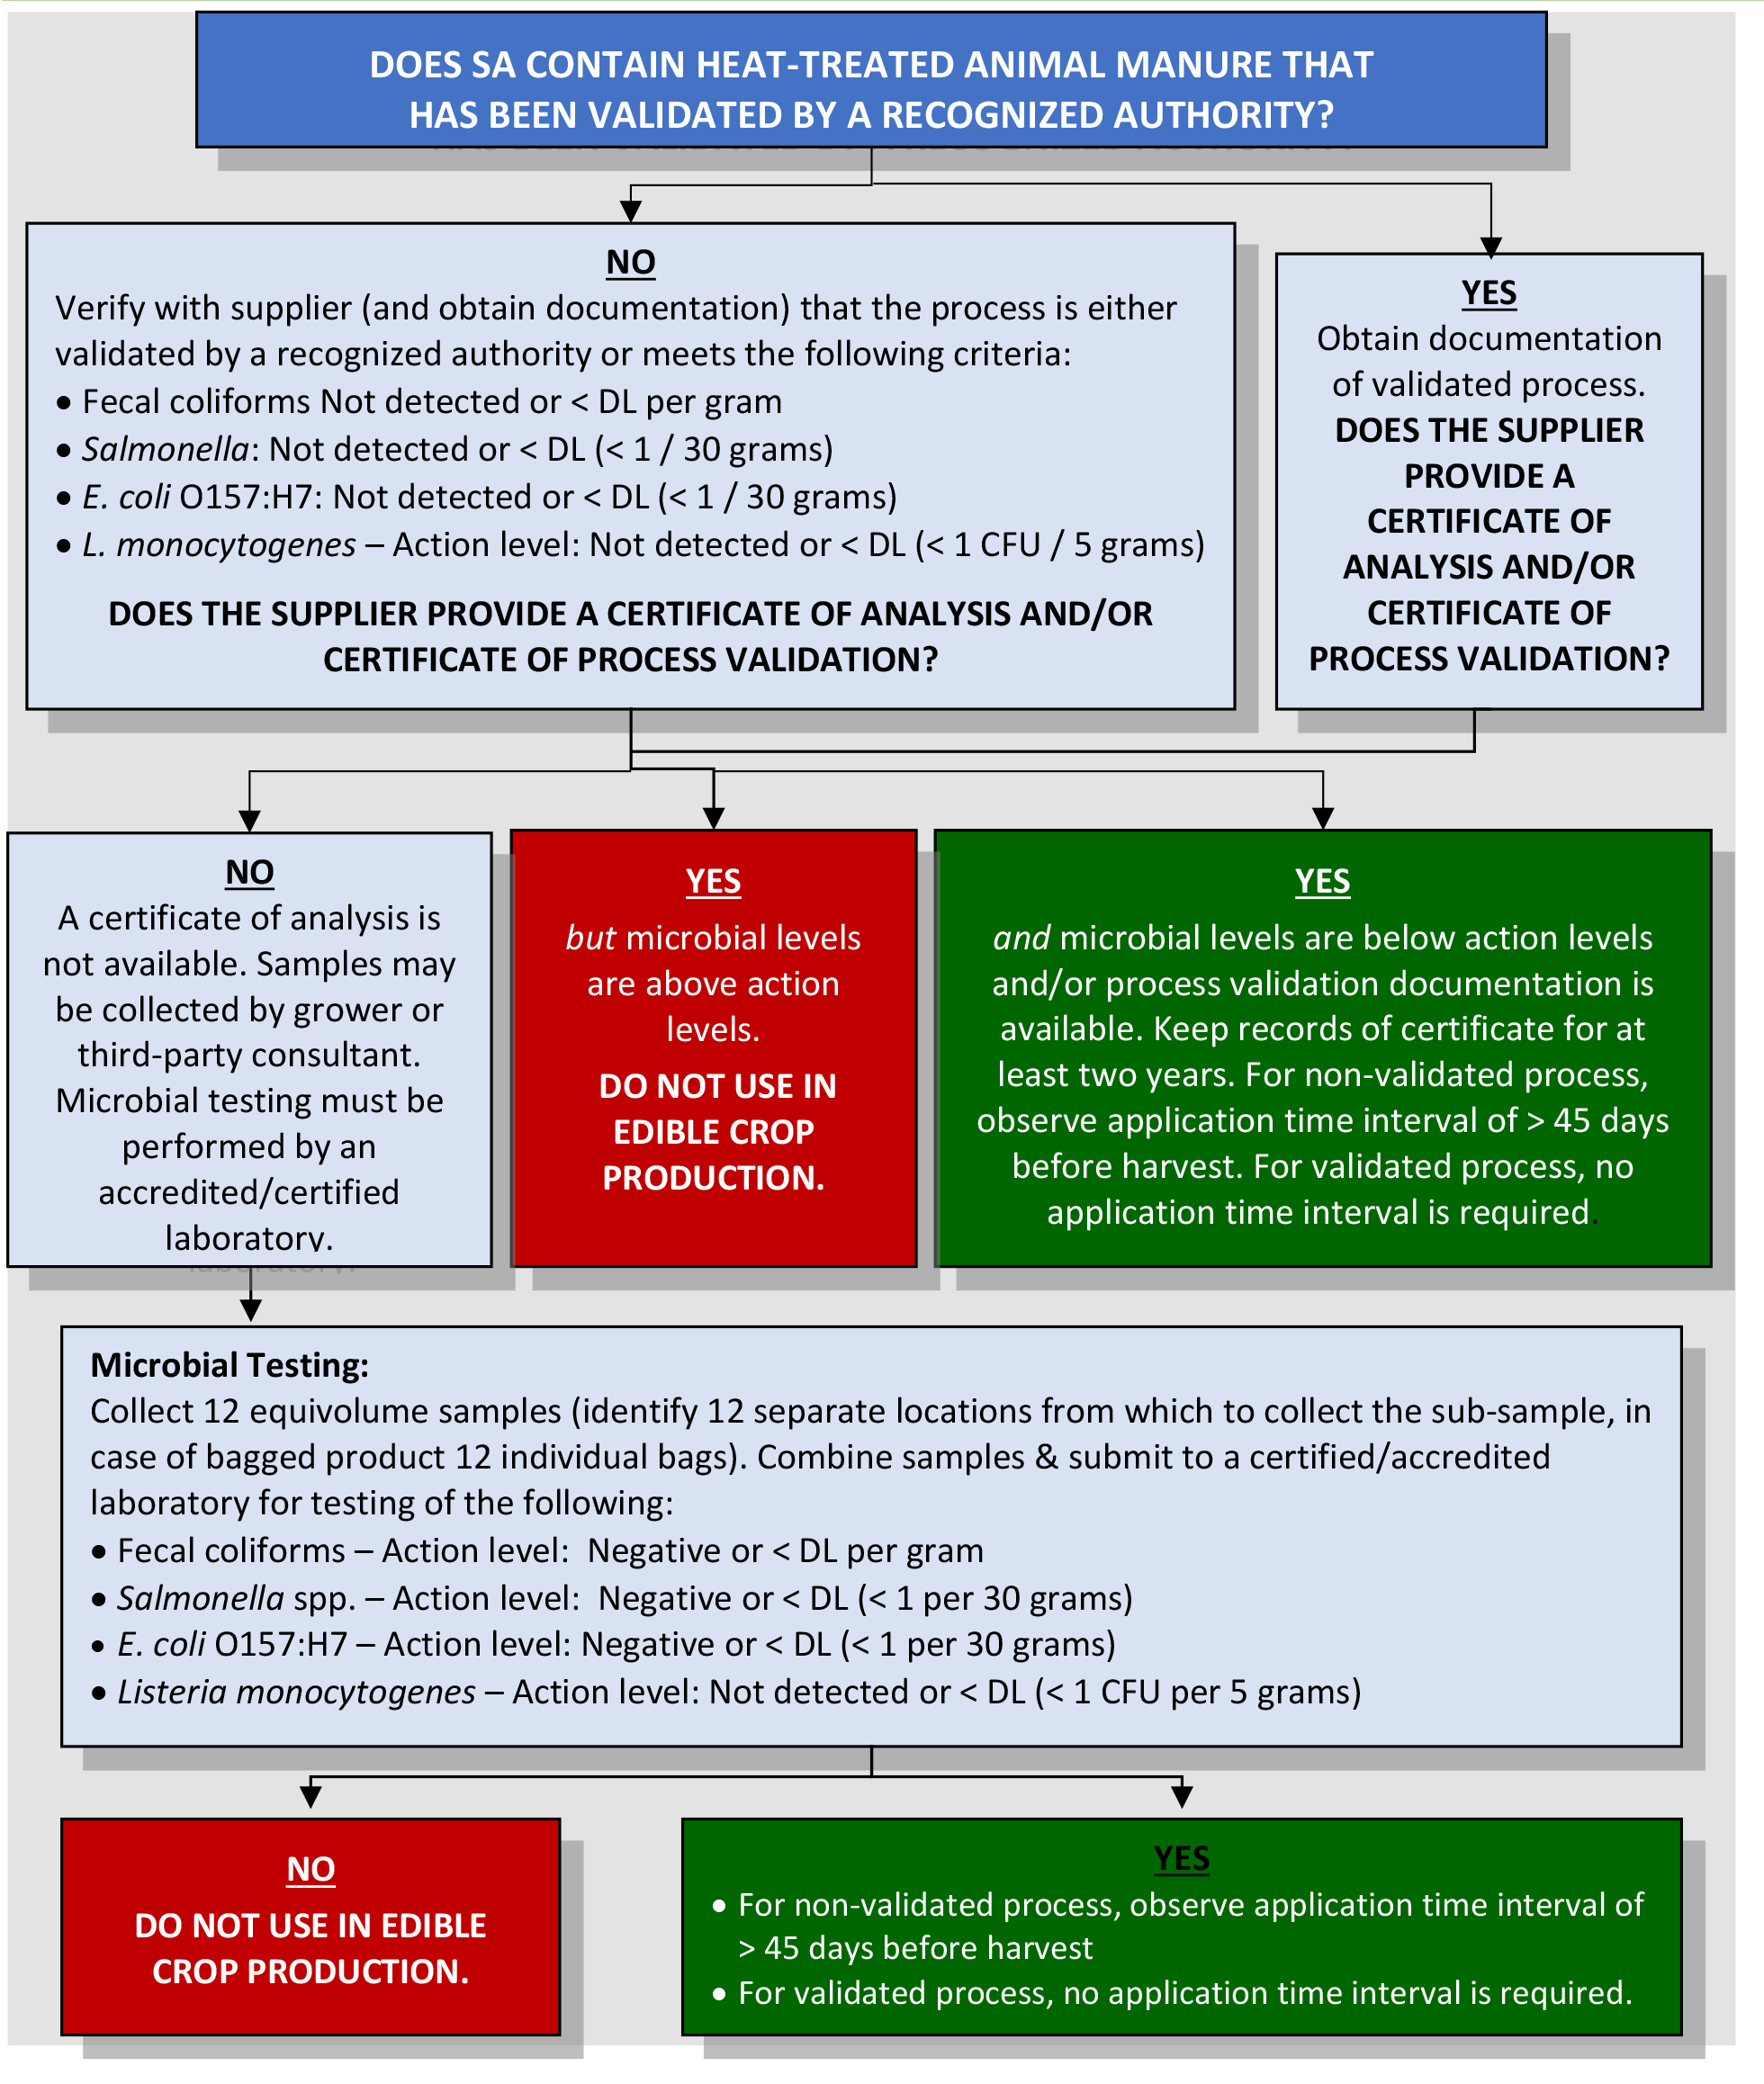 DOES SA CONTAIN HEAT-TREATED ANIMAL MANURE THAT
HAS BEEN VALIDATED BY A RECOGNIZED AUTHORITY?
NO
Verify with supplier (and obtain documentation) that the process is either
validated by a recognized authority or meets the following criteria:
• Fecal coliforms Not detected or < DL per gram
• Salmonella: Not detected or < DL (< 1 / 30 grams)
• E. coli O157:H7: Not detected or < DL (< 1 / 30 grams)
• L. monocytogenes – Action level: Not detected or < DL (< 1 CFU / 5 grams)
DOES THE SUPPLIER PROVIDE A CERTIFICATE OF ANALYSIS AND/OR
CERTIFICATE OF PROCESS VALIDATION?
YES
Obtain documentation
of validated process.
DOES THE SUPPLIER
PROVIDE A
CERTIFICATE OF
ANALYSIS AND/OR
CERTIFICATE OF
PROCESS VALIDATION?
NO
A certificate of analysis is
not available. Samples may
be collected by grower or
third-party consultant.
Microbial testing must be
performed by an
accredited/certified
laboratory.
YES
but microbial levels
are above action
levels.
DO NOT USE IN
EDIBLE CROP
PRODUCTION.
YES
and microbial levels are below action levels
and/or process validation documentation is
available. Keep records of certificate for at
least two years. For non-validated process,
observe application time interval of > 45 days
before harvest. For validated process, no
application time interval is required.
Microbial Testing:
Collect 12 equivolume samples (identify 12 separate locations from which to collect the sub-sample, in
case of bagged product 12 individual bags). Combine samples & submit to a certified/accredited
laboratory for testing of the following:
• Fecal coliforms – Action level:  Negative or < DL per gram
• Salmonella spp. – Action level:  Negative or < DL (< 1 per 30 grams)
• E. coli O157:H7 – Action level: Negative or < DL (< 1 per 30 grams)
• Listeria monocytogenes – Action level: Not detected or < DL (< 1 CFU per 5 grams)
NO
DO NOT USE IN EDIBLE
CROP PRODUCTION.
YES
• For non-validated process, observe application time interval of
> 45 days before harvest
• For validated process, no application time interval is required.